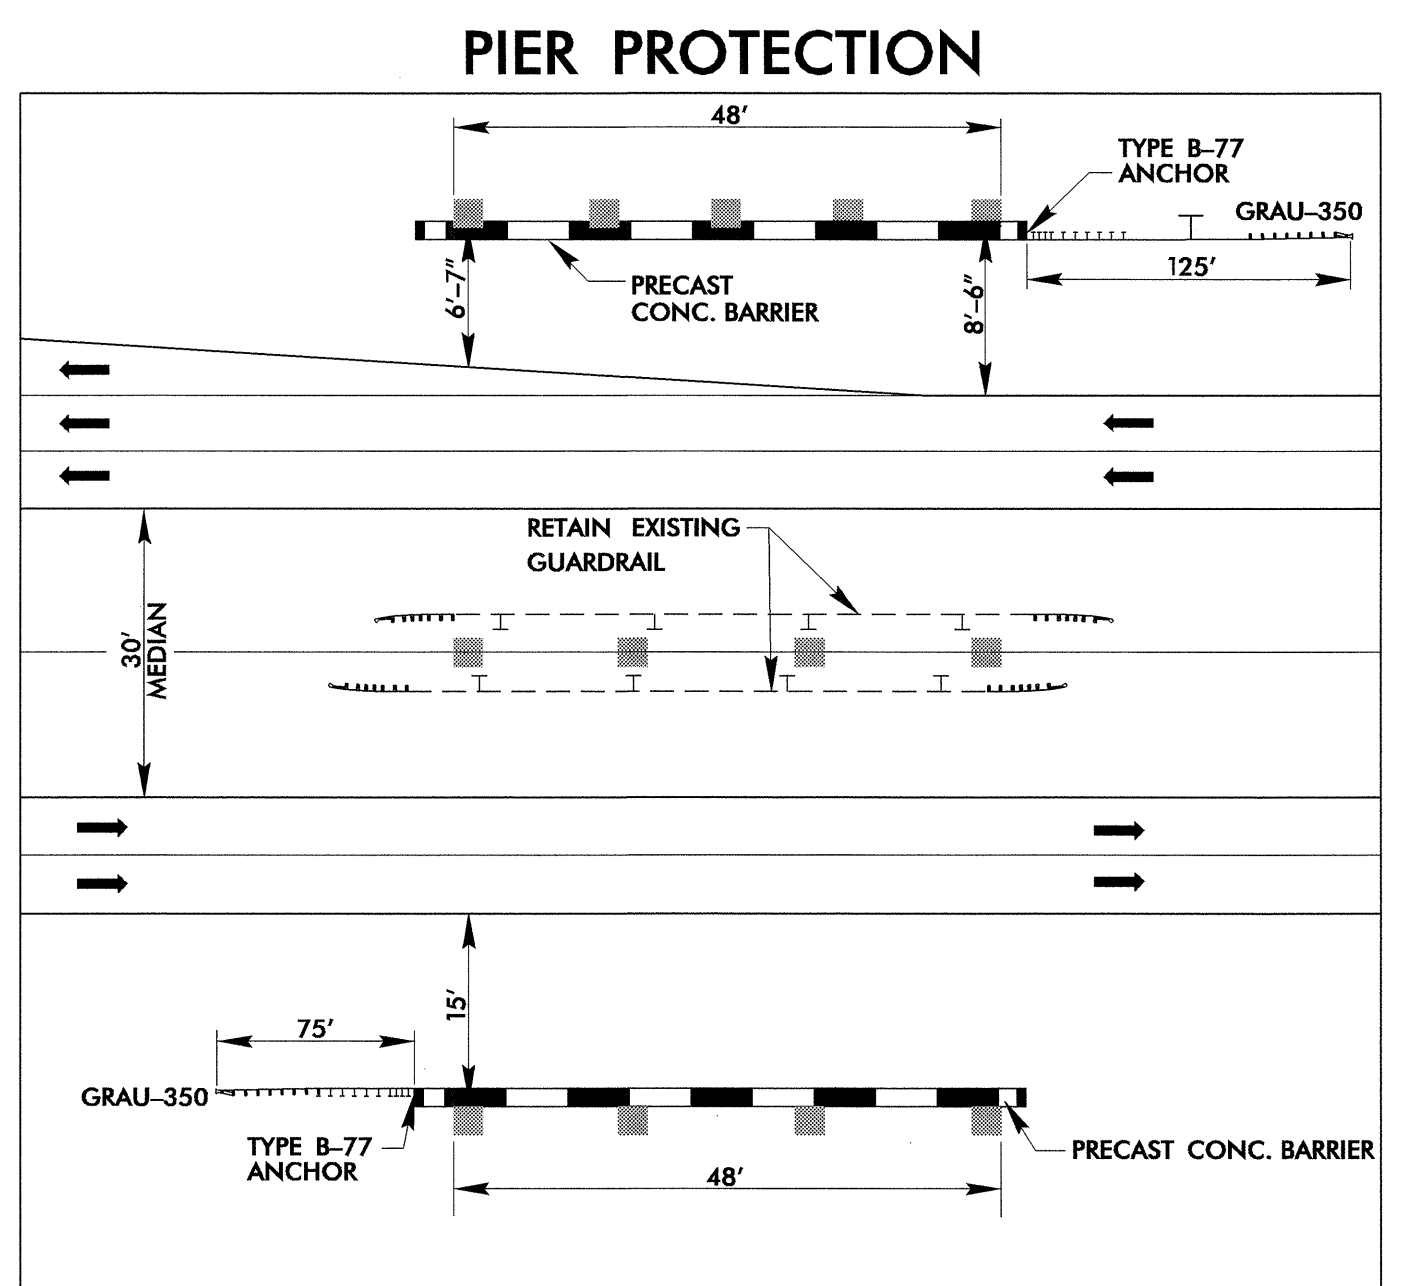 PIER PROTECTION
48'
TYPE B–77
ANCHOR
GRAU–350
125'
PRECAST
CONC. BARRIER
6'–7"
8'–6"
RETAIN EXISTING
GUARDRAIL
30'
MEDIAN
15'
75'
GRAU–350
TYPE B–77
ANCHOR
PRECAST CONC. BARRIER
48'